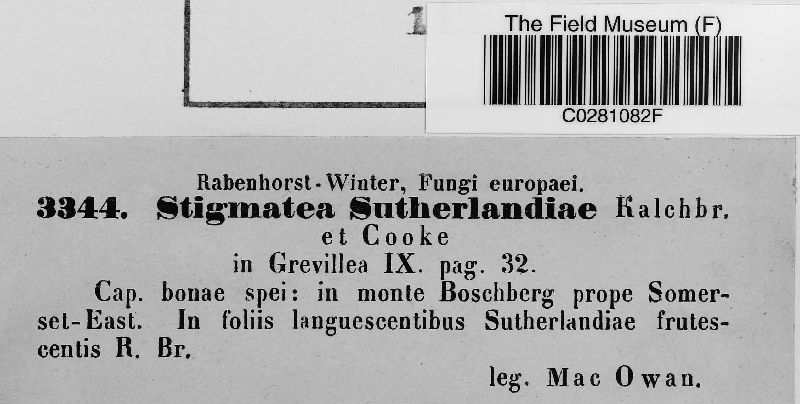 The Field Museum (F)
C0281082F
Rabenhorst-Winter, Fungi europaei.
3344. Stigmatea Sutherlandiae Kalchbr.
et Cooke
in Grevillea IX. pag. 32.
Cap. bonae spei: in monte Boschberg prope Somer-
set-East. In foliis languescentibus Sutherlandiae frutes-
centis R. Br.
leg. Mac Owan.